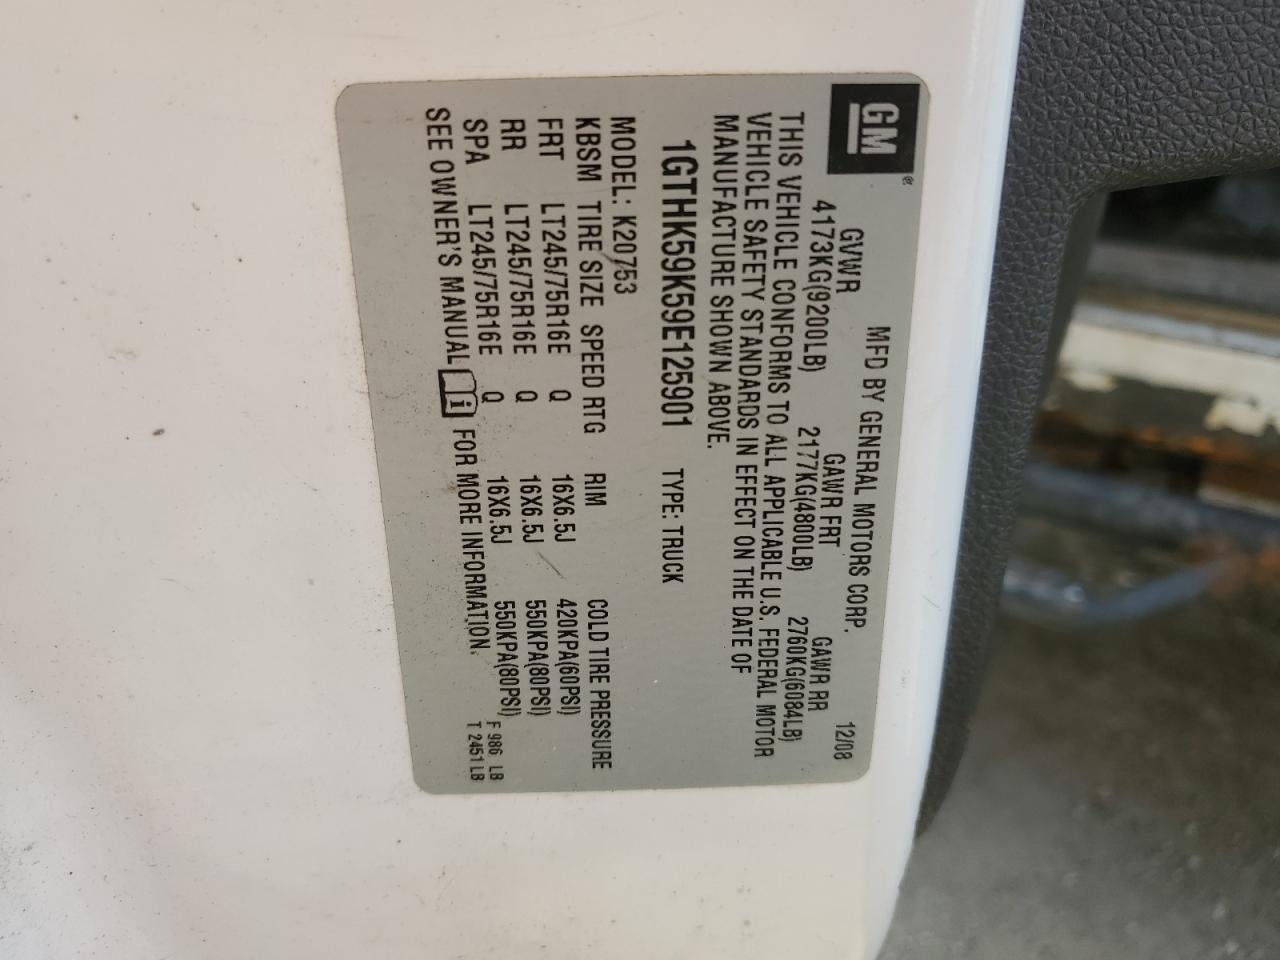 GM®
MFD BY GENERAL MOTORS CORP. 12/08
GVWR GAWR FRT GAWR RR
4173KG(9200LB) 2177KG(4800LB) 2760KG(6084LB)
THIS VEHICLE CONFORMS TO ALL APPLICABLE U.S. FEDERAL MOTOR
VEHICLE SAFETY STANDARDS IN EFFECT ON THE DATE OF
MANUFACTURE SHOWN ABOVE.
1GTHK59K59E125901 TYPE: TRUCK
MODEL: K20753
KBSM TIRE SIZE SPEED RTG RIM COLD TIRE PRESSURE
FRT LT245/75R16E Q 16X6.5J 420KPA(60PSI)
RR LT245/75R16E Q 16X6.5J 550KPA(80PSI)
SPA LT245/75R16E Q 16X6.5J 550KPA(80PSI) F 986 LB
SEE OWNER'S MANUAL i FOR MORE INFORMATION. T 2451 LB